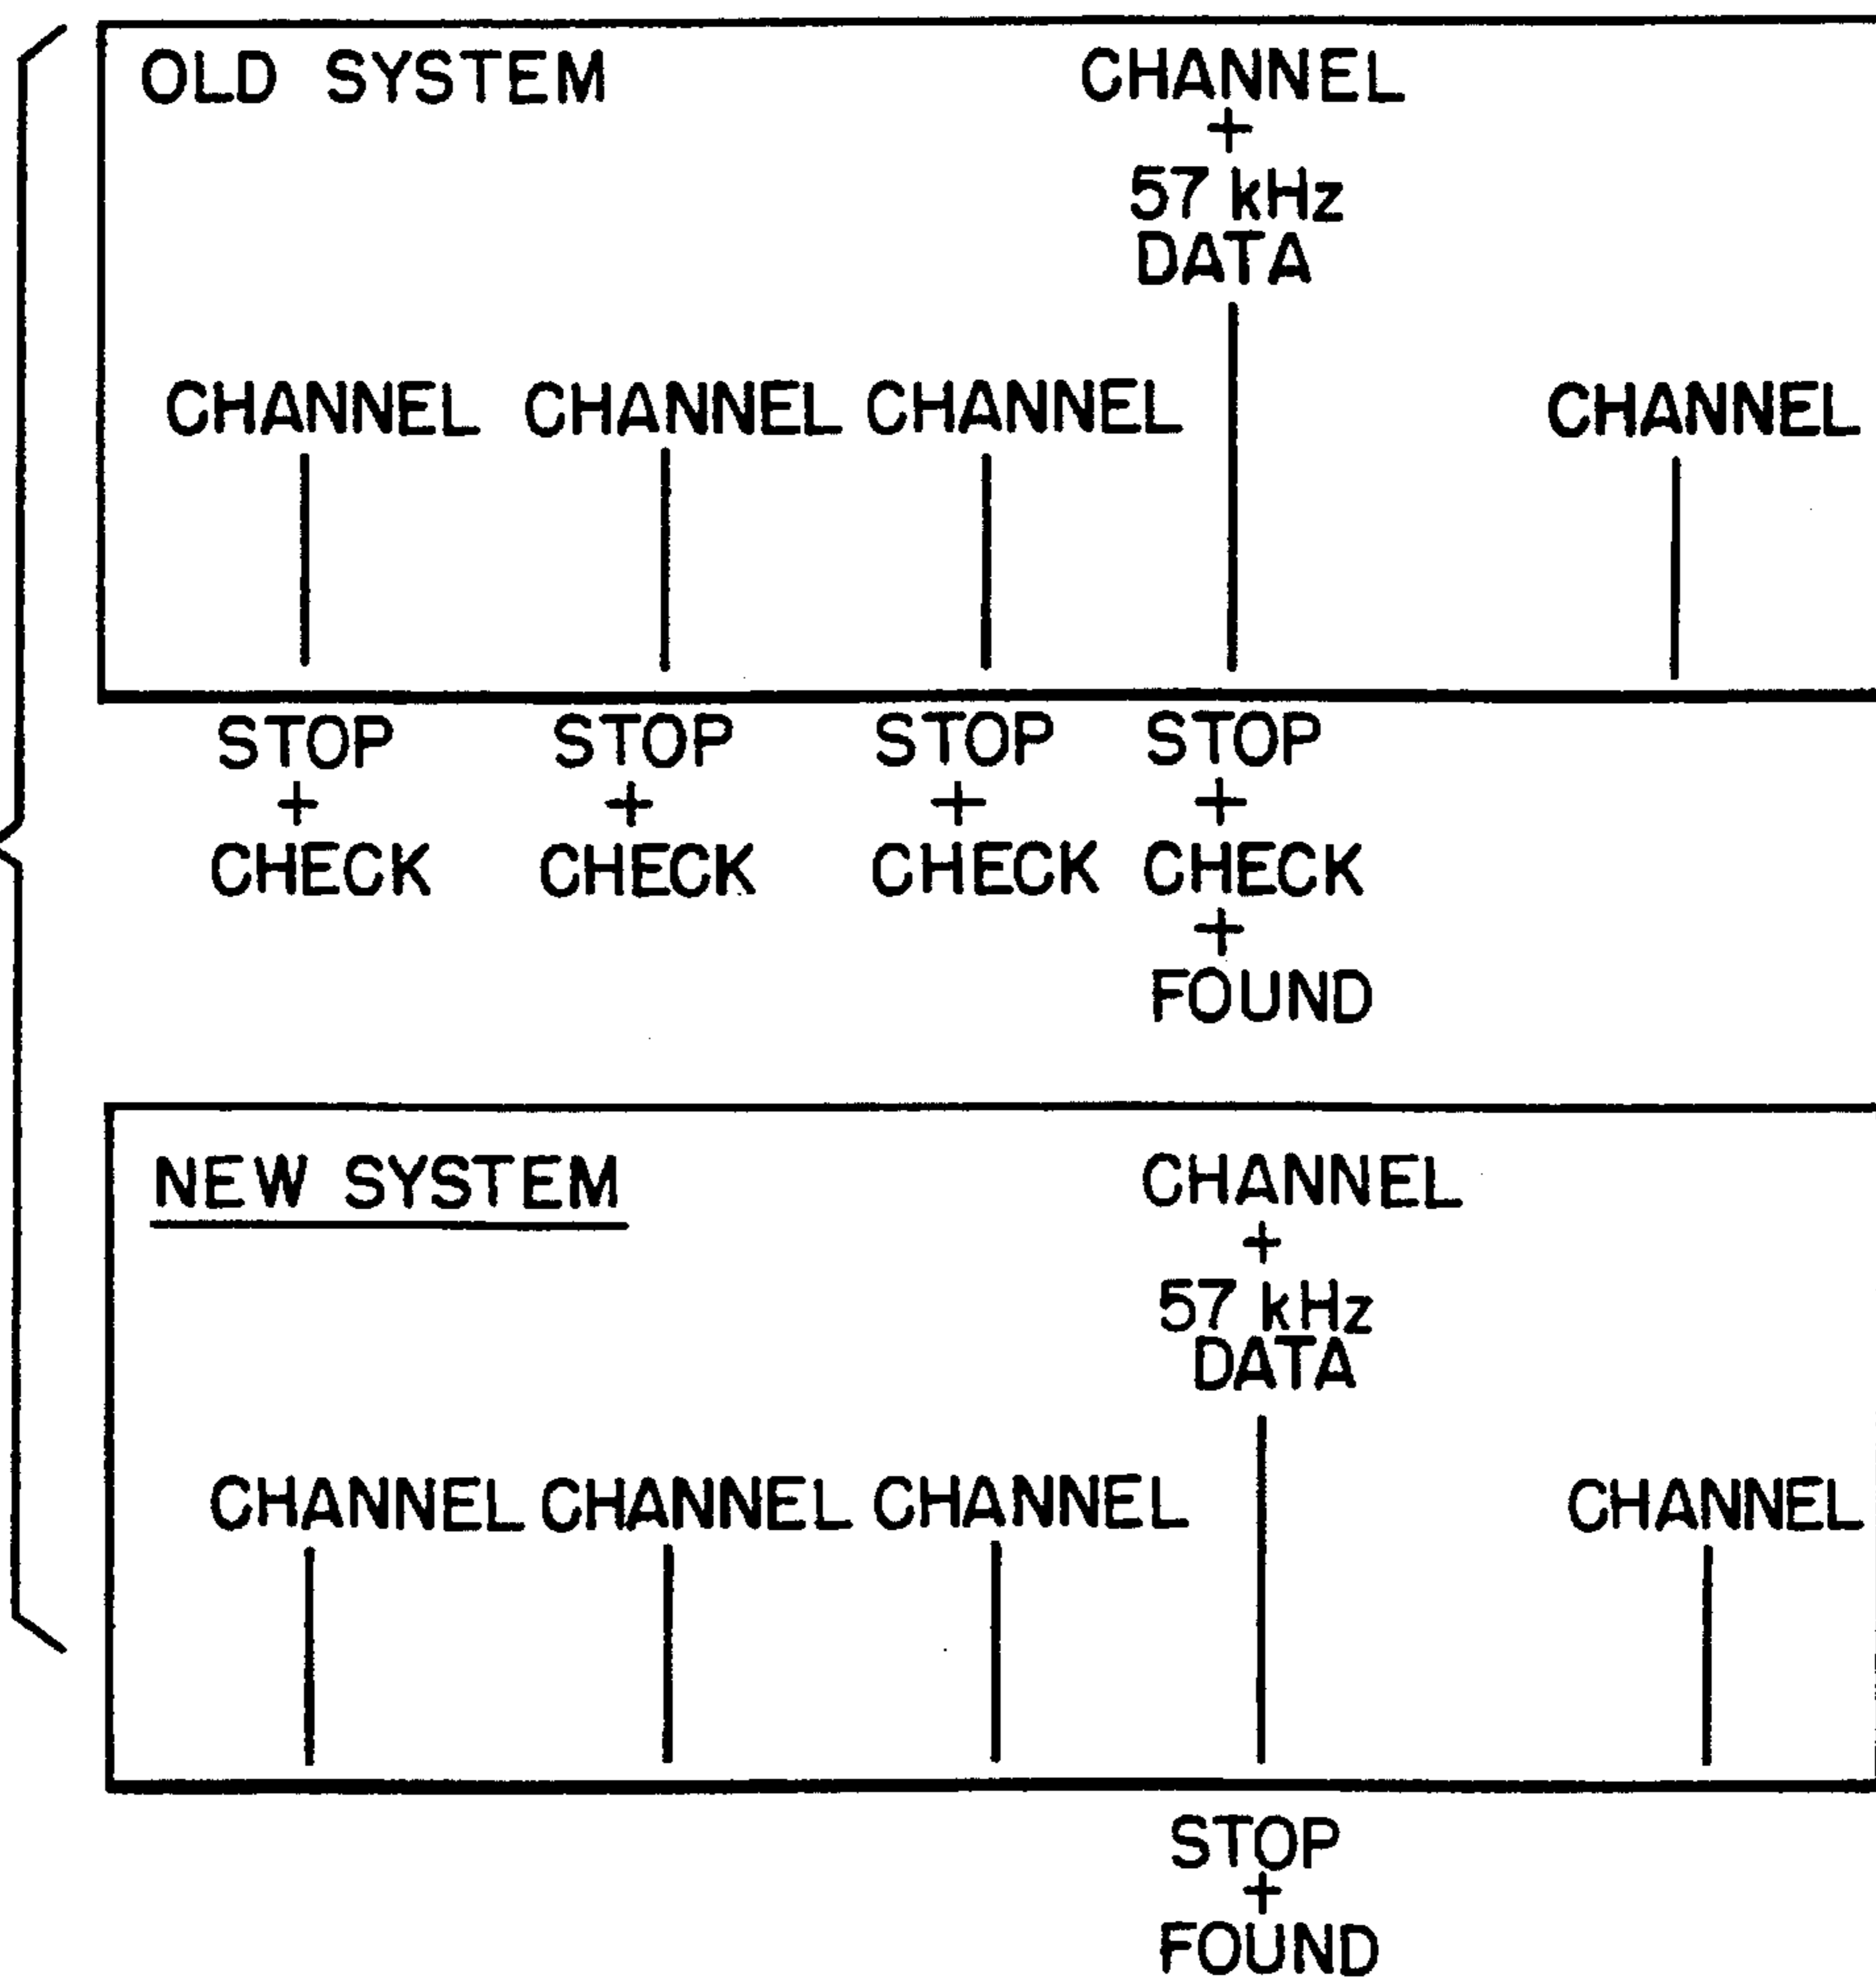 OLD SYSTEM
CHANNEL
+
57 kHz
DATA
CHANNEL CHANNEL CHANNEL CHANNEL
STOP STOP STOP STOP
+ + + +
CHECK CHECK CHECK CHECK
+
FOUND
NEW SYSTEM
CHANNEL
+
57 kHz
DATA
CHANNEL CHANNEL CHANNEL CHANNEL
STOP
+
FOUND